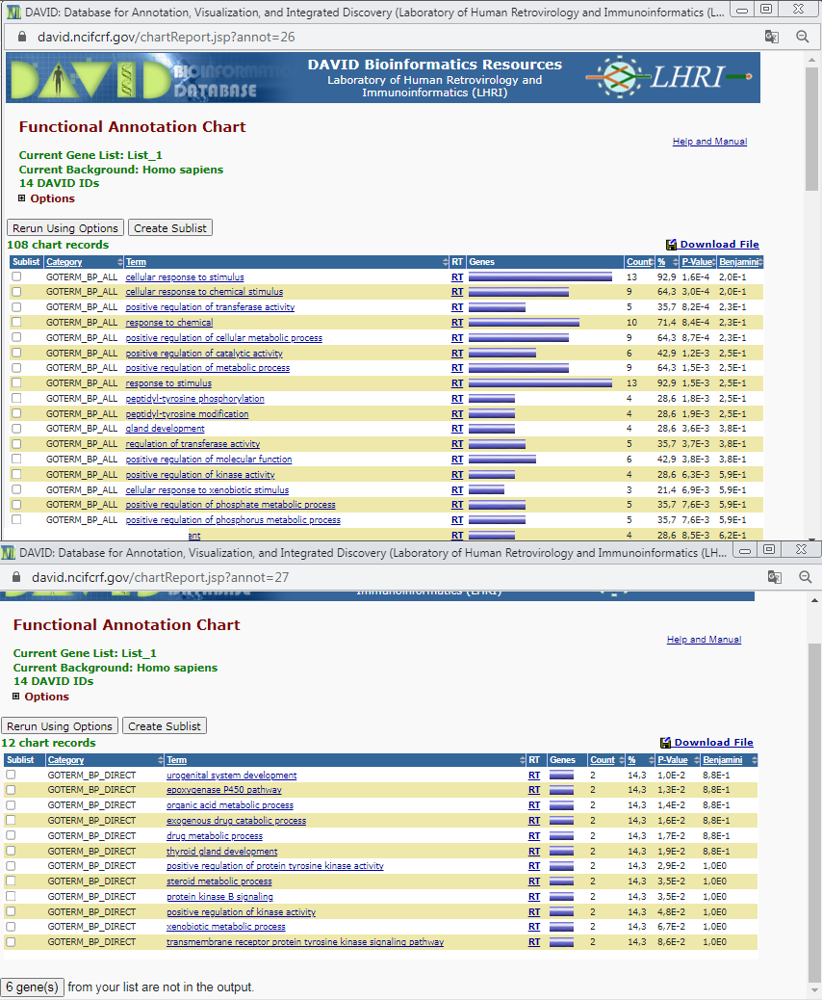 DAVID: Database for Annotation, Visualization, and Integrated Discovery (Laboratory of Human Retrovirology and Immunoinformatics (L...
david.ncifcrf.gov/chartReport.jsp?annot=26
DAVID BIOINFORMATICS DATABASE
DAVID Bioinformatics Resources
Laboratory of Human Retrovirology and
Immunoinformatics (LHRI)
LHRI
Functional Annotation Chart
Help and Manual
Current Gene List: List_1
Current Background: Homo sapiens
14 DAVID IDs
Options
Rerun Using Options Create Sublist
108 chart records Download File
Sublist Category Term RT Genes Count % P-Value Benjamini
GOTERM_BP_ALL cellular response to stimulus RT 13 92,9 1,6E-4 2,0E-1
GOTERM_BP_ALL cellular response to chemical stimulus RT 9 64,3 3,0E-4 2,0E-1
GOTERM_BP_ALL positive regulation of transferase activity RT 5 35,7 8,2E-4 2,3E-1
GOTERM_BP_ALL response to chemical RT 10 71,4 8,4E-4 2,3E-1
GOTERM_BP_ALL positive regulation of cellular metabolic process RT 9 64,3 8,7E-4 2,3E-1
GOTERM_BP_ALL positive regulation of catalytic activity RT 6 42,9 1,2E-3 2,5E-1
GOTERM_BP_ALL positive regulation of metabolic process RT 9 64,3 1,5E-3 2,5E-1
GOTERM_BP_ALL response to stimulus RT 13 92,9 1,5E-3 2,5E-1
GOTERM_BP_ALL peptidyl-tyrosine phosphorylation RT 4 28,6 1,8E-3 2,5E-1
GOTERM_BP_ALL peptidyl-tyrosine modification RT 4 28,6 1,9E-3 2,5E-1
GOTERM_BP_ALL gland development RT 4 28,6 3,6E-3 3,8E-1
GOTERM_BP_ALL regulation of transferase activity RT 5 35,7 3,7E-3 3,8E-1
GOTERM_BP_ALL positive regulation of molecular function RT 6 42,9 3,8E-3 3,8E-1
GOTERM_BP_ALL positive regulation of kinase activity RT 4 28,6 6,3E-3 5,9E-1
GOTERM_BP_ALL cellular response to xenobiotic stimulus RT 3 21,4 6,9E-3 5,9E-1
GOTERM_BP_ALL positive regulation of phosphate metabolic process RT 5 35,7 7,6E-3 5,9E-1
GOTERM_BP_ALL positive regulation of phosphorus metabolic process RT 5 35,7 7,6E-3 5,9E-1
ent RT 4 28,6 8,5E-3 6,2E-1
DAVID: Database for Annotation, Visualization, and Integrated Discovery (Laboratory of Human Retrovirology and Immunoinformatics (LH...
david.ncifcrf.gov/chartReport.jsp?annot=27
Immunoinformatics (LHRI)
Functional Annotation Chart
Help and Manual
Current Gene List: List_1
Current Background: Homo sapiens
14 DAVID IDs
Options
Rerun Using Options Create Sublist
12 chart records Download File
Sublist Category Term RT Genes Count % P-Value Benjamini
GOTERM_BP_DIRECT urogenital system development RT 2 14,3 1,0E-2 8,8E-1
GOTERM_BP_DIRECT epoxygenase P450 pathway RT 2 14,3 1,3E-2 8,8E-1
GOTERM_BP_DIRECT organic acid metabolic process RT 2 14,3 1,4E-2 8,8E-1
GOTERM_BP_DIRECT exogenous drug catabolic process RT 2 14,3 1,6E-2 8,8E-1
GOTERM_BP_DIRECT drug metabolic process RT 2 14,3 1,7E-2 8,8E-1
GOTERM_BP_DIRECT thyroid gland development RT 2 14,3 1,9E-2 8,8E-1
GOTERM_BP_DIRECT positive regulation of protein tyrosine kinase activity RT 2 14,3 2,9E-2 1,0E0
GOTERM_BP_DIRECT steroid metabolic process RT 2 14,3 3,5E-2 1,0E0
GOTERM_BP_DIRECT protein kinase B signaling RT 2 14,3 3,5E-2 1,0E0
GOTERM_BP_DIRECT positive regulation of kinase activity RT 2 14,3 4,8E-2 1,0E0
GOTERM_BP_DIRECT xenobiotic metabolic process RT 2 14,3 6,7E-2 1,0E0
GOTERM_BP_DIRECT transmembrane receptor protein tyrosine kinase signaling pathway RT 2 14,3 8,6E-2 1,0E0
6 gene(s) from your list are not in the output.